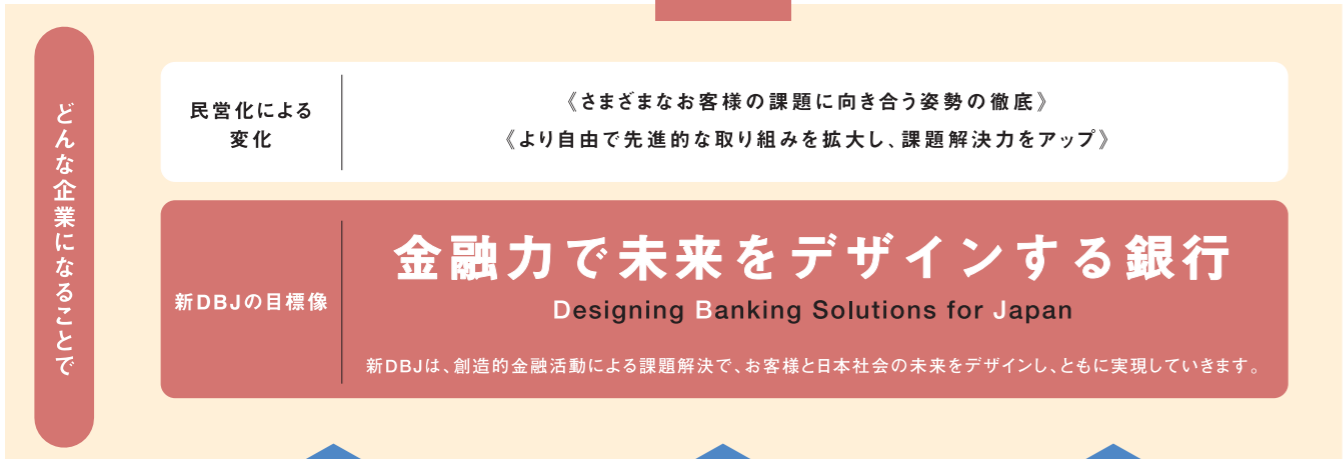 どんな企業になることで
民営化による
変化
《さまざまなお客様の課題に向き合う姿勢の徹底》
《より自由で先進的な取り組みを拡大し、課題解決力をアップ》
新DBJの目標像
金融力で未来をデザインする銀行
Designing Banking Solutions for Japan
新DBJは、創造的金融活動による課題解決で、お客様と日本社会の未来をデザインし、ともに実現していきます。